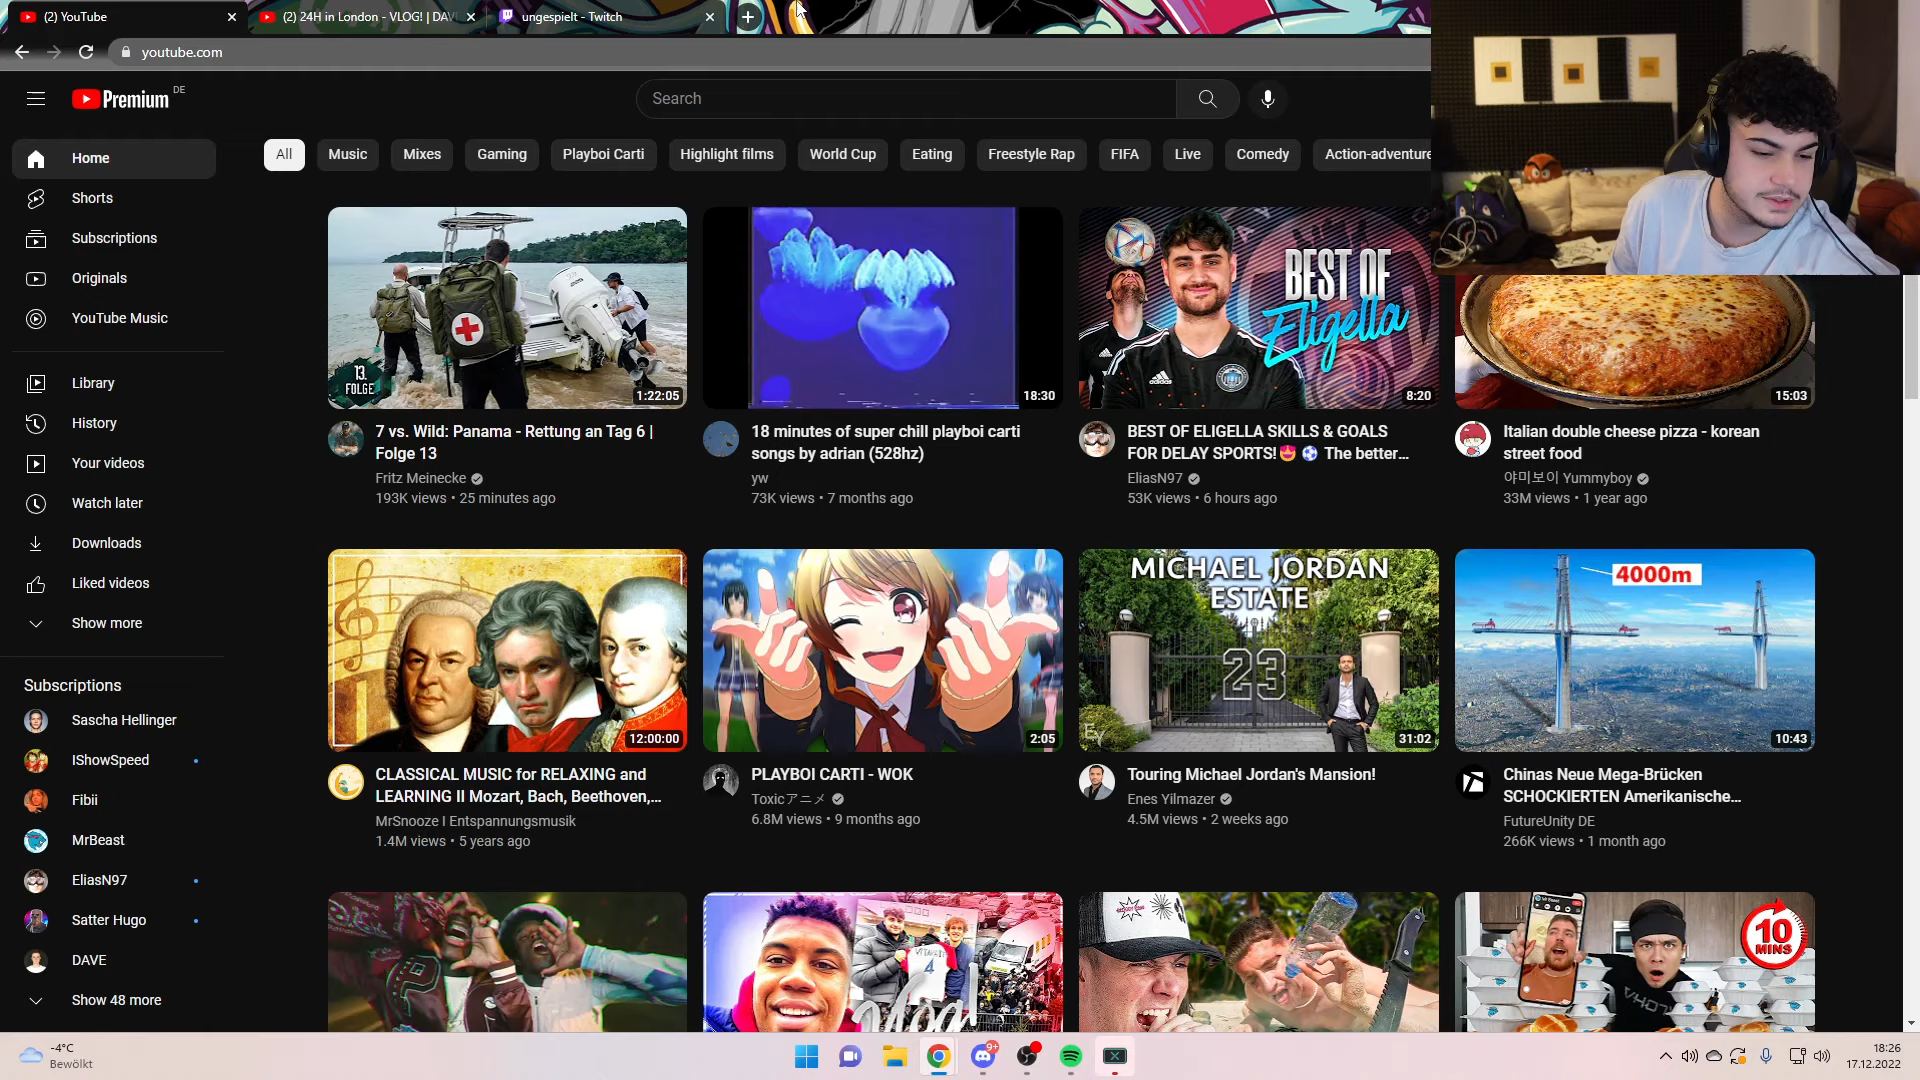 (2) YouTube
(2) 24H in London - VLOG! | DAV
ungespielt - Twitch
youtube.com
Premium DE
Search
Home
Shorts
Subscriptions
Originals
YouTube Music
Library
History
Your videos
Watch later
Downloads
Liked videos
Show more
Subscriptions
Sascha Hellinger
IShowSpeed
Fibii
MrBeast
EliasN97
Satter Hugo
DAVE
Show 48 more
All
Music
Mixes
Gaming
Playboi Carti
Highlight films
World Cup
Eating
Freestyle Rap
FIFA
Live
Comedy
Action-adventure
13.
FOLGE
1:22:05
7 vs. Wild: Panama - Rettung an Tag 6 |
Folge 13
Fritz Meinecke
193K views • 25 minutes ago
18:30
18 minutes of super chill playboi carti
songs by adrian (528hz)
yw
73K views • 7 months ago
BEST OF
Eligella
8:20
BEST OF ELIGELLA SKILLS & GOALS
FOR DELAY SPORTS!😍 ⚽ The better...
EliasN97
53K views • 6 hours ago
15:03
Italian double cheese pizza - korean
street food
야미보이 Yummyboy
33M views • 1 year ago
12:00:00
CLASSICAL MUSIC for RELAXING and
LEARNING II Mozart, Bach, Beethoven,...
MrSnooze I Entspannungsmusik
1.4M views • 5 years ago
2:05
PLAYBOI CARTI - WOK
Toxicアニメ
6.8M views • 9 months ago
MICHAEL JORDAN
ESTATE
23
EY
31:02
Touring Michael Jordan's Mansion!
Enes Yilmazer
4.5M views • 2 weeks ago
4000m
10:43
Chinas Neue Mega-Brücken
SCHOCKIERTEN Amerikanische...
FutureUnity DE
266K views • 1 month ago
4
Vlog!
10
MINS
-4°C
Bewölkt
9+
18:26
17.12.2022